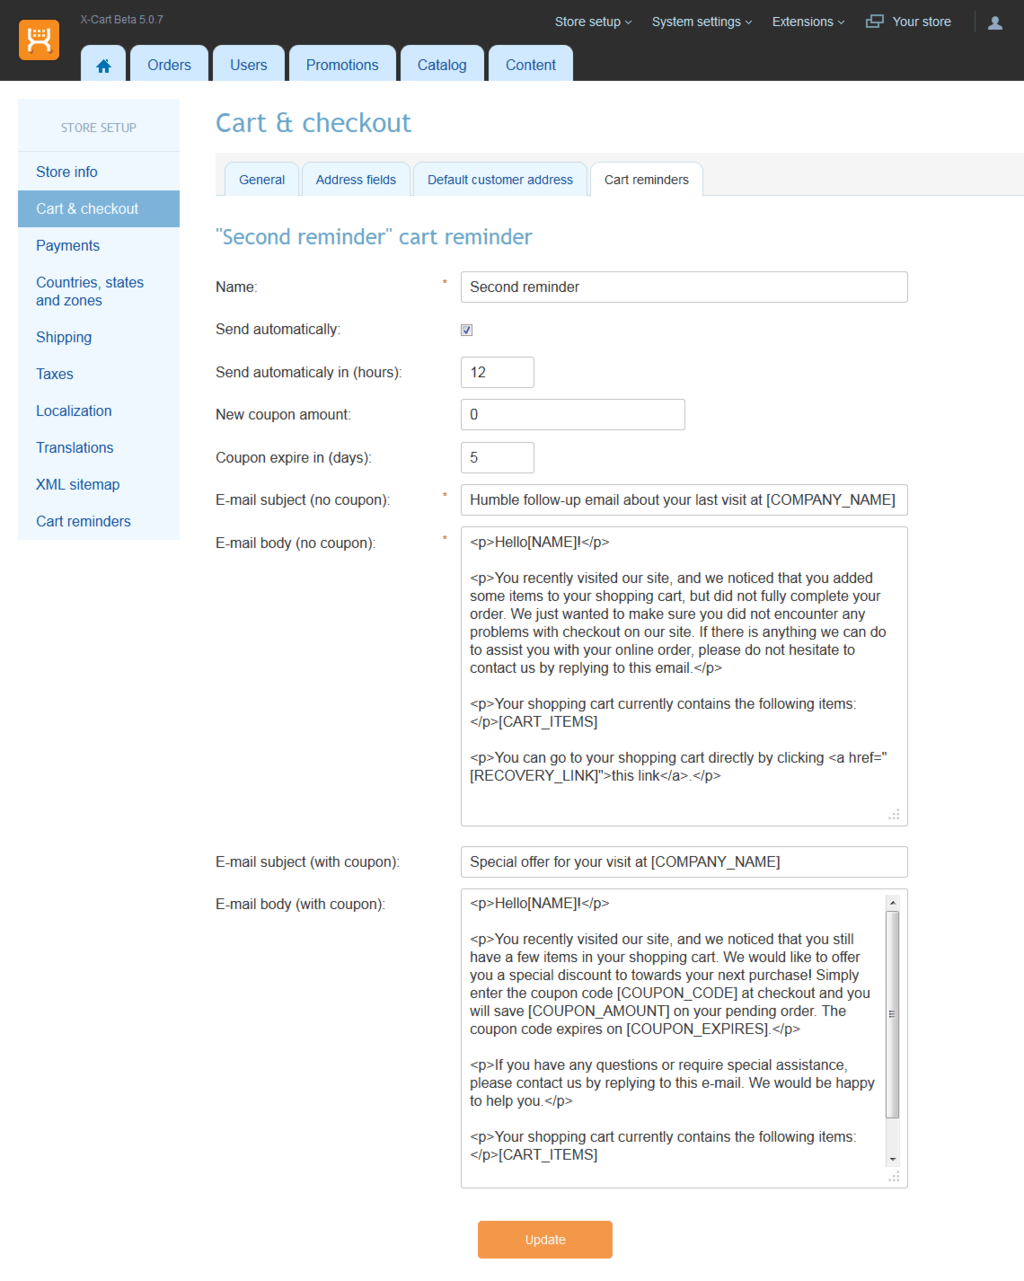 X-Cart Beta 5.0.7
Store setup
System settings
Extensions
Your store
Orders
Users
Promotions
Catalog
Content
STORE SETUP
Store info
Cart & checkout
Payments
Countries, states
and zones
Shipping
Taxes
Localization
Translations
XML sitemap
Cart reminders
Cart & checkout
General
Address fields
Default customer address
Cart reminders
"Second reminder" cart reminder
Name: * Second reminder
Send automatically:
Send automaticaly in (hours): 12
New coupon amount: 0
Coupon expire in (days): 5
E-mail subject (no coupon): * Humble follow-up email about your last visit at [COMPANY_NAME]
E-mail body (no coupon): * <p>Hello[NAME]!</p>
<p>You recently visited our site, and we noticed that you added
some items to your shopping cart, but did not fully complete your
order. We just wanted to make sure you did not encounter any
problems with checkout on our site. If there is anything we can do
to assist you with your online order, please do not hesitate to
contact us by replying to this email.</p>
<p>Your shopping cart currently contains the following items:
</p>[CART_ITEMS]
<p>You can go to your shopping cart directly by clicking <a href="
[RECOVERY_LINK]">this link</a>.</p>
E-mail subject (with coupon): Special offer for your visit at [COMPANY_NAME]
E-mail body (with coupon): <p>Hello[NAME]!</p>
<p>You recently visited our site, and we noticed that you still
have a few items in your shopping cart. We would like to offer
you a special discount to towards your next purchase! Simply
enter the coupon code [COUPON_CODE] at checkout and you
will save [COUPON_AMOUNT] on your pending order. The
coupon code expires on [COUPON_EXPIRES].</p>
<p>If you have any questions or require special assistance,
please contact us by replying to this e-mail. We would be happy
to help you.</p>
<p>Your shopping cart currently contains the following items:
</p>[CART_ITEMS]
Update